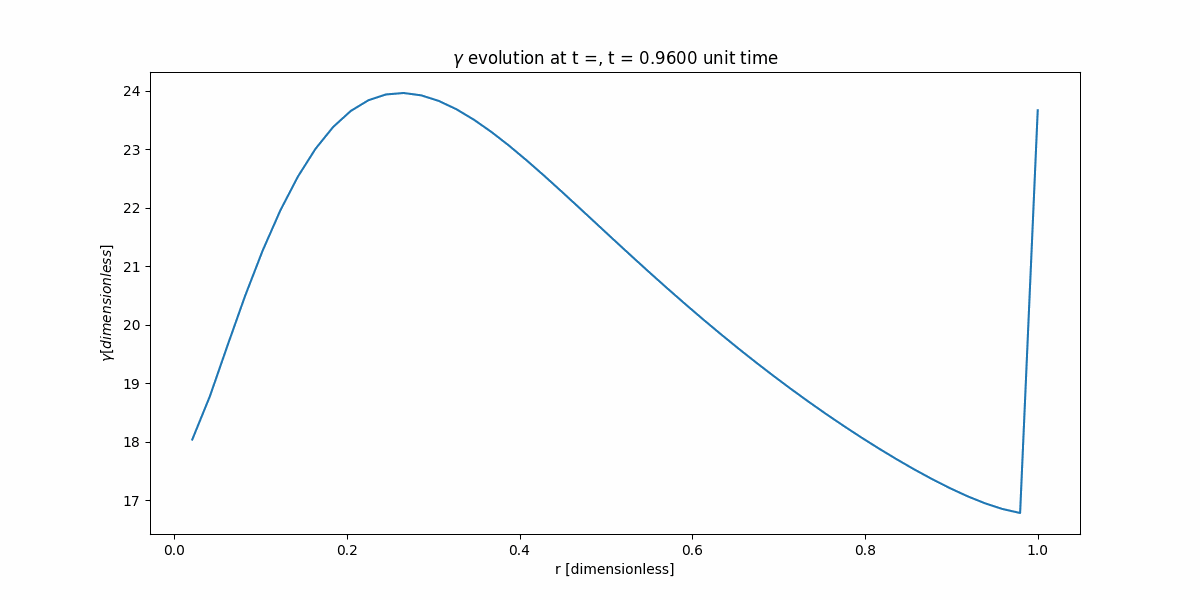 γ evolution at t =, t = 0.9600 unit time
24
23
22
21
20
19
18
17
γ[dimensionless]
0.0 0.2 0.4 0.6 0.8 1.0
r [dimensionless]